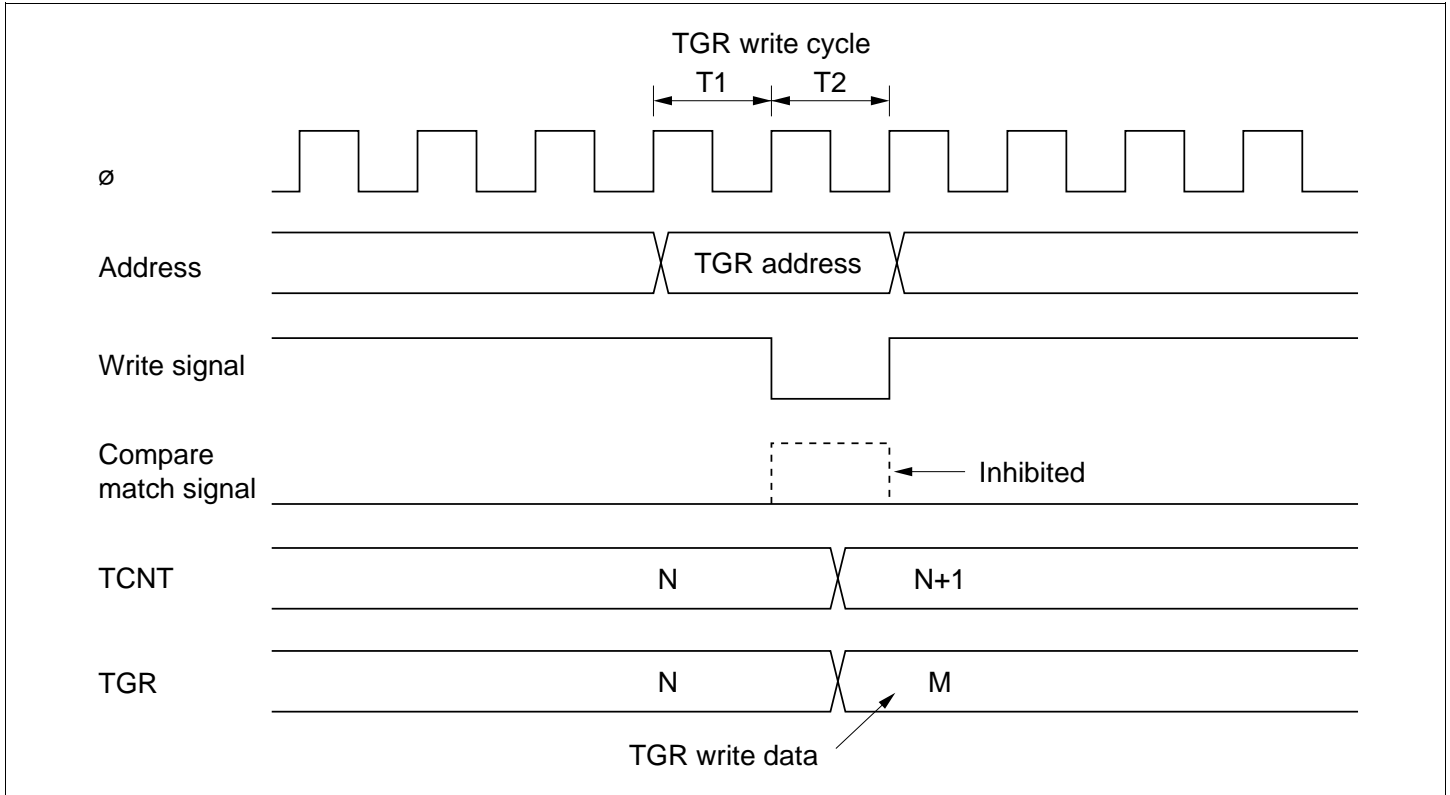 TGR write cycle
T1 T2
ø
Address
TGR address
Write signal
Compare
match signal
Inhibited
TCNT
N
N+1
TGR
N
M
TGR write data